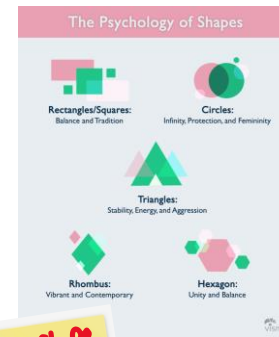 The Psychology of Shapes
Rectangles/Squares:
Balance and Tradition
Circles:
Infinity, Protection, and Femininity
Triangles:
Stability, Energy, and Aggression
Rhombus:
Vibrant and Contemporary
Hexagon:
Unity and Balance